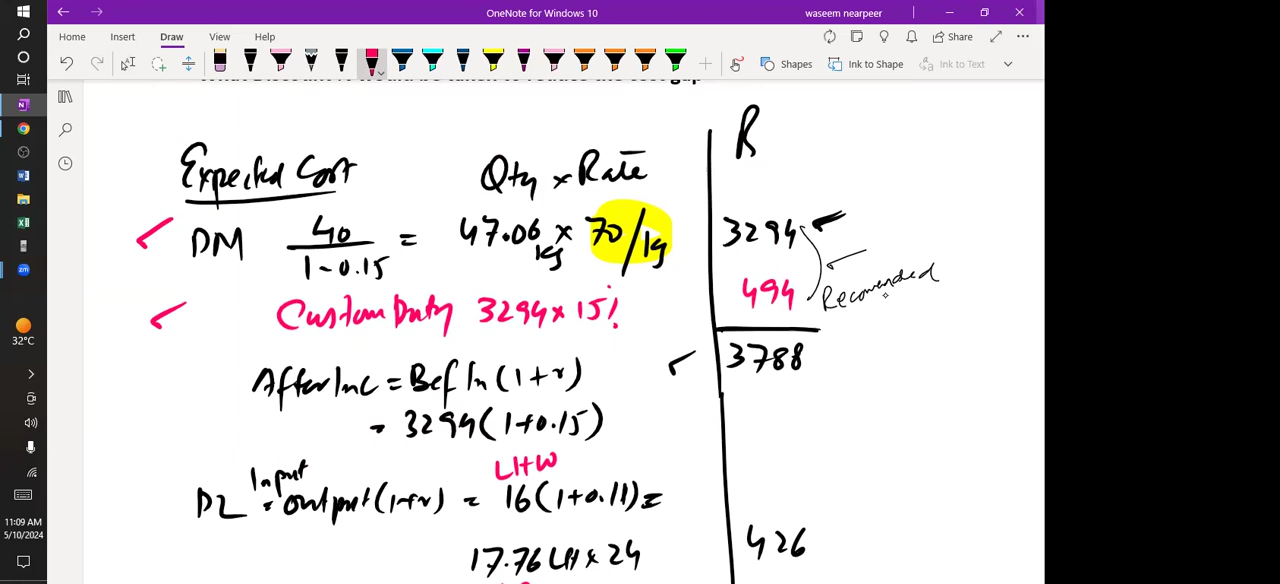 OneNote for Windows 10
waseem nearpeer
Home Insert Draw View Help
Share
Shapes Ink to Shape Ink to Text
R
Expected Cost Qty × Rate
DM 40 / 1-0.15 = 47.06 kg × 70/kg 3294
Custom Duty 3294 × 15% 494
Recomended
3788
After Inc = Bef In (1+r)
= 3294 (1+0.15)
LHW
DL Input = output (1+r) = 16 (1+0.11) =
17.76 LH × 24 426
32°C
11:09 AM
5/10/2024